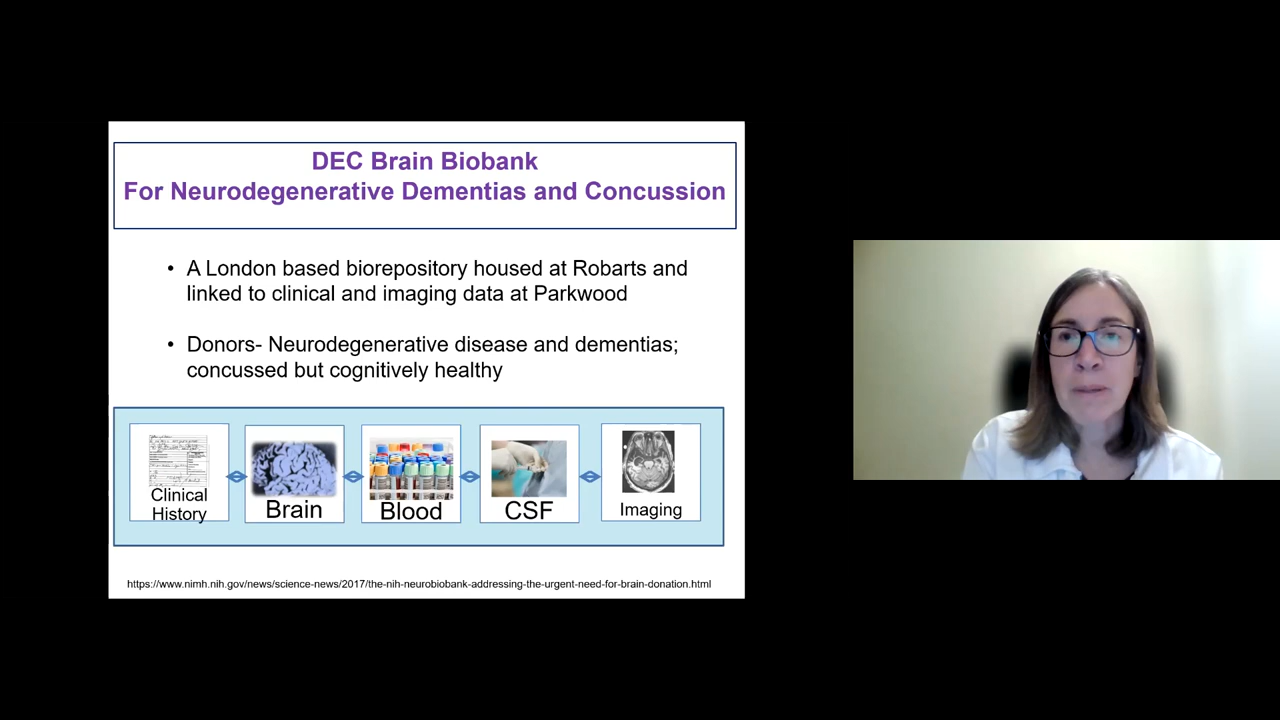 DEC Brain Biobank
For Neurodegenerative Dementias and Concussion
• A London based biorepository housed at Robarts and
linked to clinical and imaging data at Parkwood
• Donors- Neurodegenerative disease and dementias;
concussed but cognitively healthy
Clinical
History
Brain
Blood
CSF
Imaging
https://www.nimh.nih.gov/news/science-news/2017/the-nih-neurobiobank-addressing-the-urgent-need-for-brain-donation.html